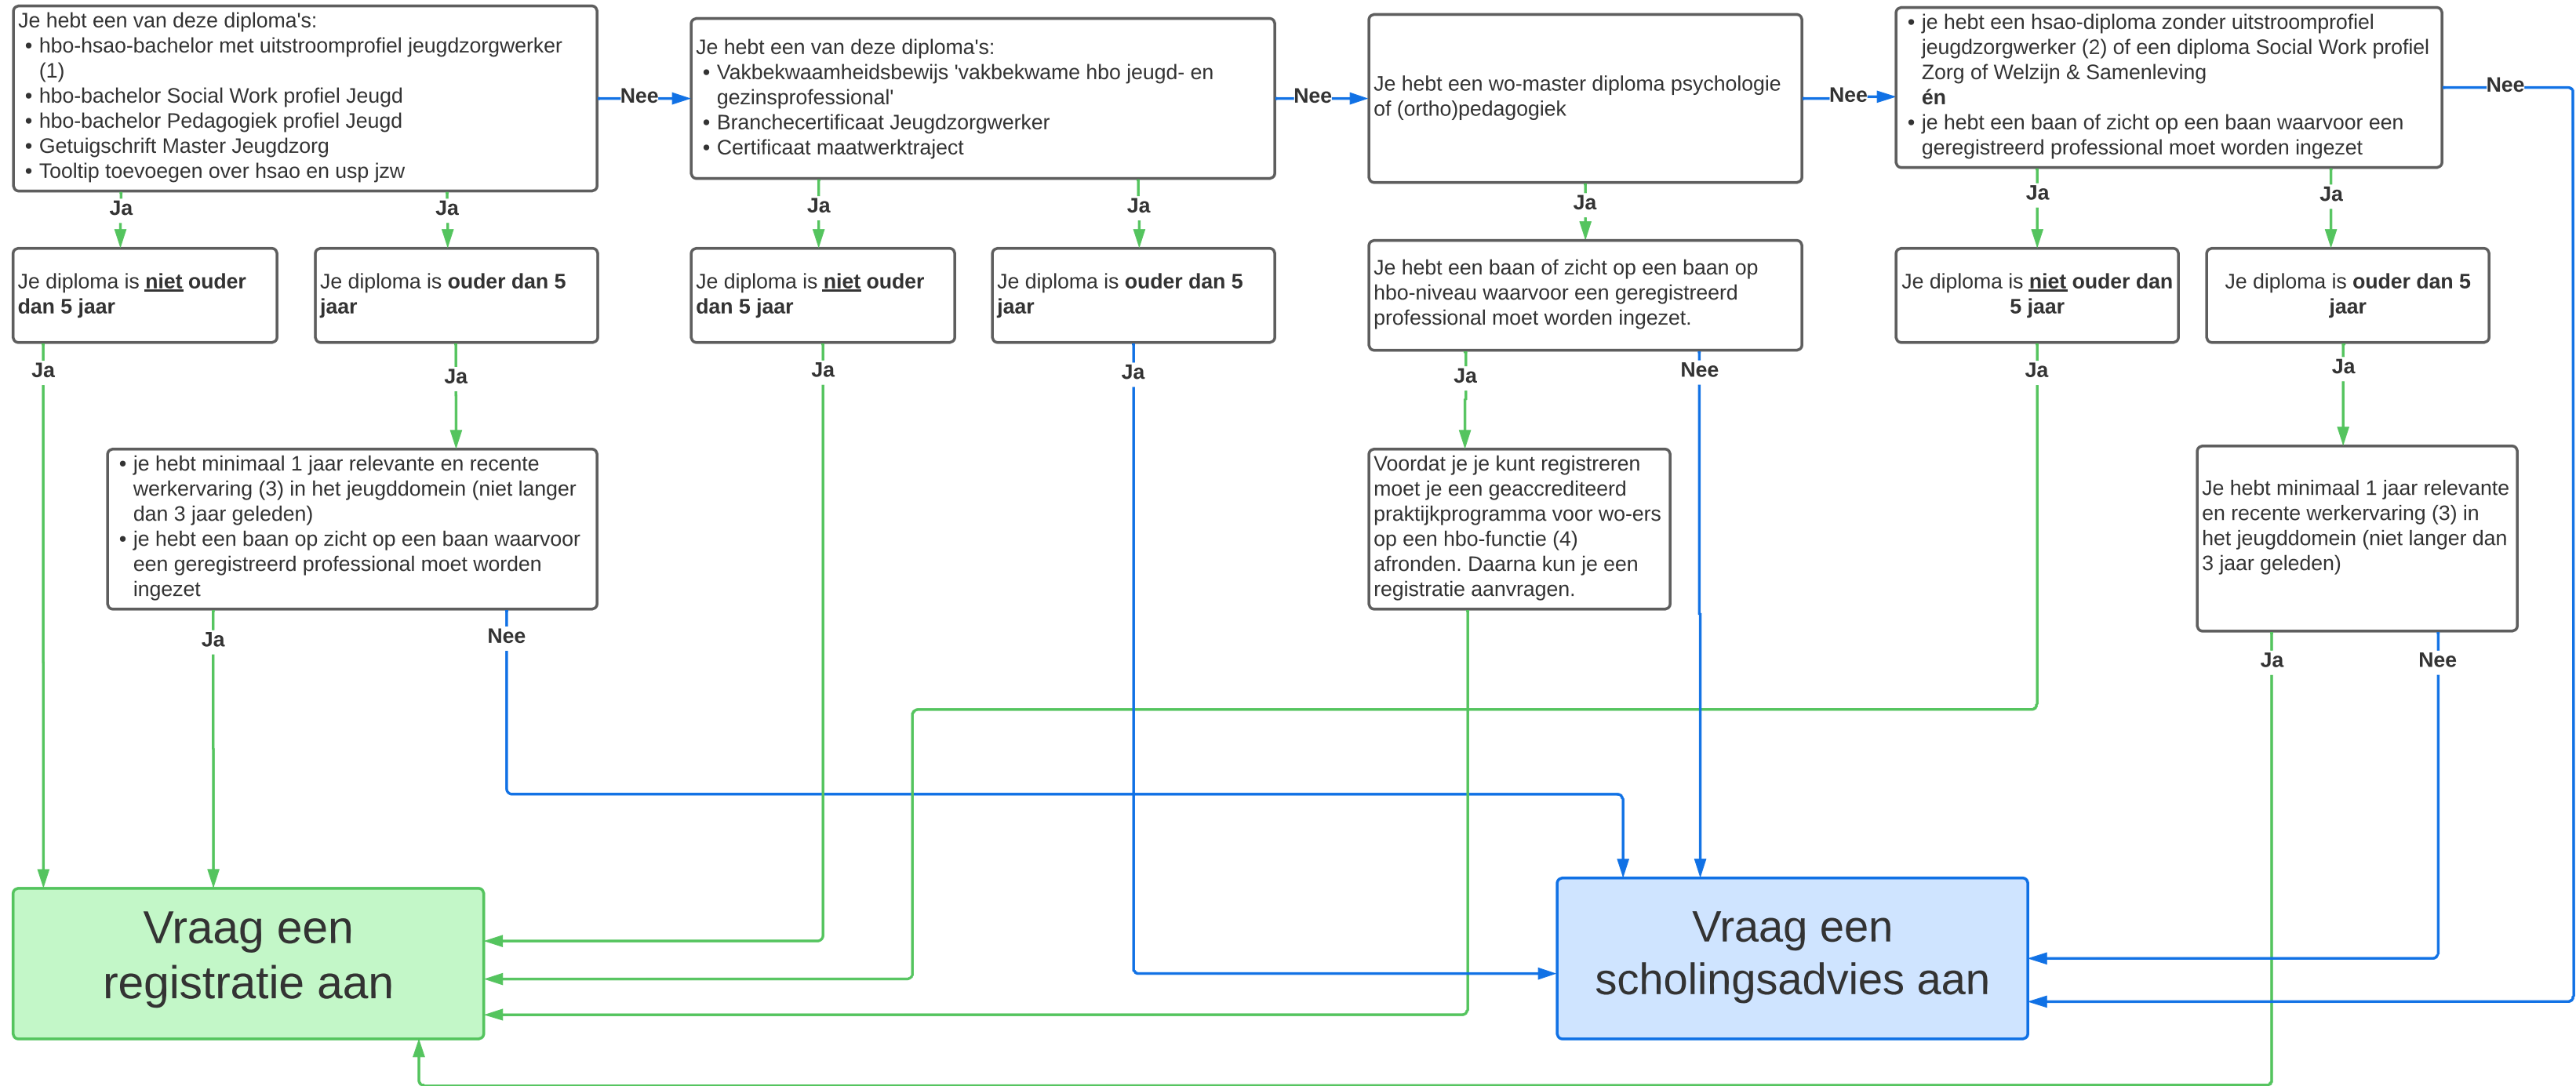 Je hebt een van deze diploma's:
• hbo-hsao-bachelor met uitstroomprofiel jeugdzorgwerker
(1)
• hbo-bachelor Social Work profiel Jeugd
• hbo-bachelor Pedagogiek profiel Jeugd
• Getuigschrift Master Jeugdzorg
• Tooltip toevoegen over hsao en usp jzw
Nee
Je hebt een van deze diploma's:
• Vakbekwaamheidsbewijs 'vakbekwame hbo jeugd- en
gezinsprofessional'
• Branchecertificaat Jeugdzorgwerker
• Certificaat maatwerktraject
Nee
Je hebt een wo-master diploma psychologie
of (ortho)pedagogiek
Nee
• je hebt een hsao-diploma zonder uitstroomprofiel
jeugdzorgwerker (2) of een diploma Social Work profiel
Zorg of Welzijn & Samenleving
én
• je hebt een baan of zicht op een baan waarvoor een
geregistreerd professional moet worden ingezet
Nee
Ja
Ja
Ja
Ja
Ja
Ja
Ja
Je diploma is niet ouder
dan 5 jaar
Je diploma is ouder dan 5
jaar
Je diploma is niet ouder
dan 5 jaar
Je diploma is ouder dan 5
jaar
Je hebt een baan of zicht op een baan op
hbo-niveau waarvoor een geregistreerd
professional moet worden ingezet.
Je diploma is niet ouder dan
5 jaar
Je diploma is ouder dan 5
jaar
Ja
Ja
Ja
Ja
Ja
Nee
Ja
Ja
• je hebt minimaal 1 jaar relevante en recente
werkervaring (3) in het jeugddomein (niet langer
dan 3 jaar geleden)
• je hebt een baan op zicht op een baan waarvoor
een geregistreerd professional moet worden
ingezet
Voordat je je kunt registreren
moet je een geaccrediteerd
praktijkprogramma voor wo-ers
op een hbo-functie (4)
afronden. Daarna kun je een
registratie aanvragen.
Je hebt minimaal 1 jaar relevante
en recente werkervaring (3) in
het jeugddomein (niet langer dan
3 jaar geleden)
Ja
Nee
Ja
Nee
Vraag een
registratie aan
Vraag een
scholingsadvies aan